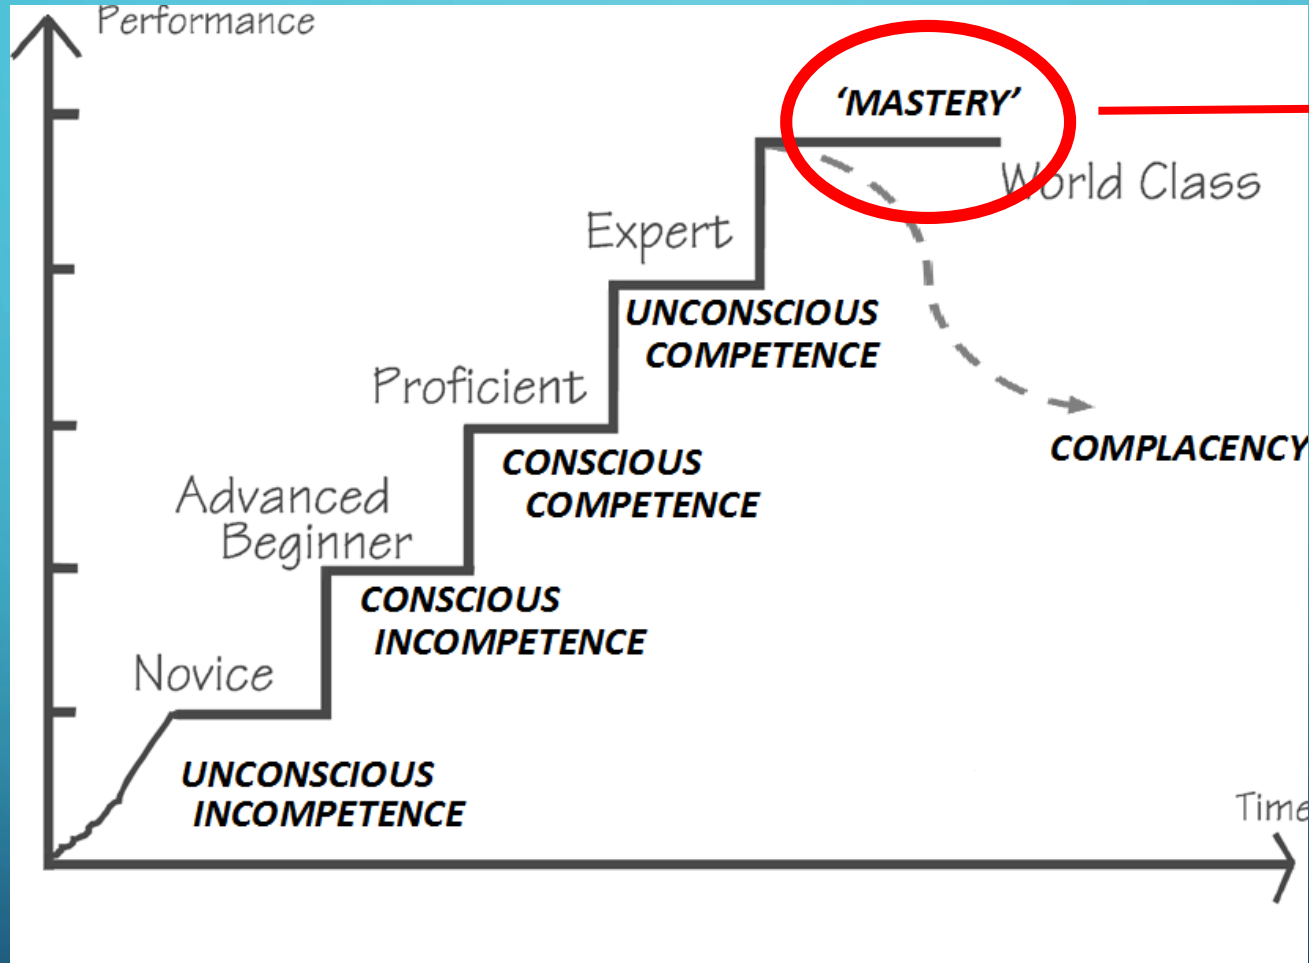 Performance
‘MASTERY’
World Class
Expert
UNCONSCIOUS
COMPETENCE
Proficient
COMPLACENCY
CONSCIOUS
COMPETENCE
Advanced
Beginner
CONSCIOUS
INCOMPETENCE
Novice
UNCONSCIOUS
INCOMPETENCE
Time